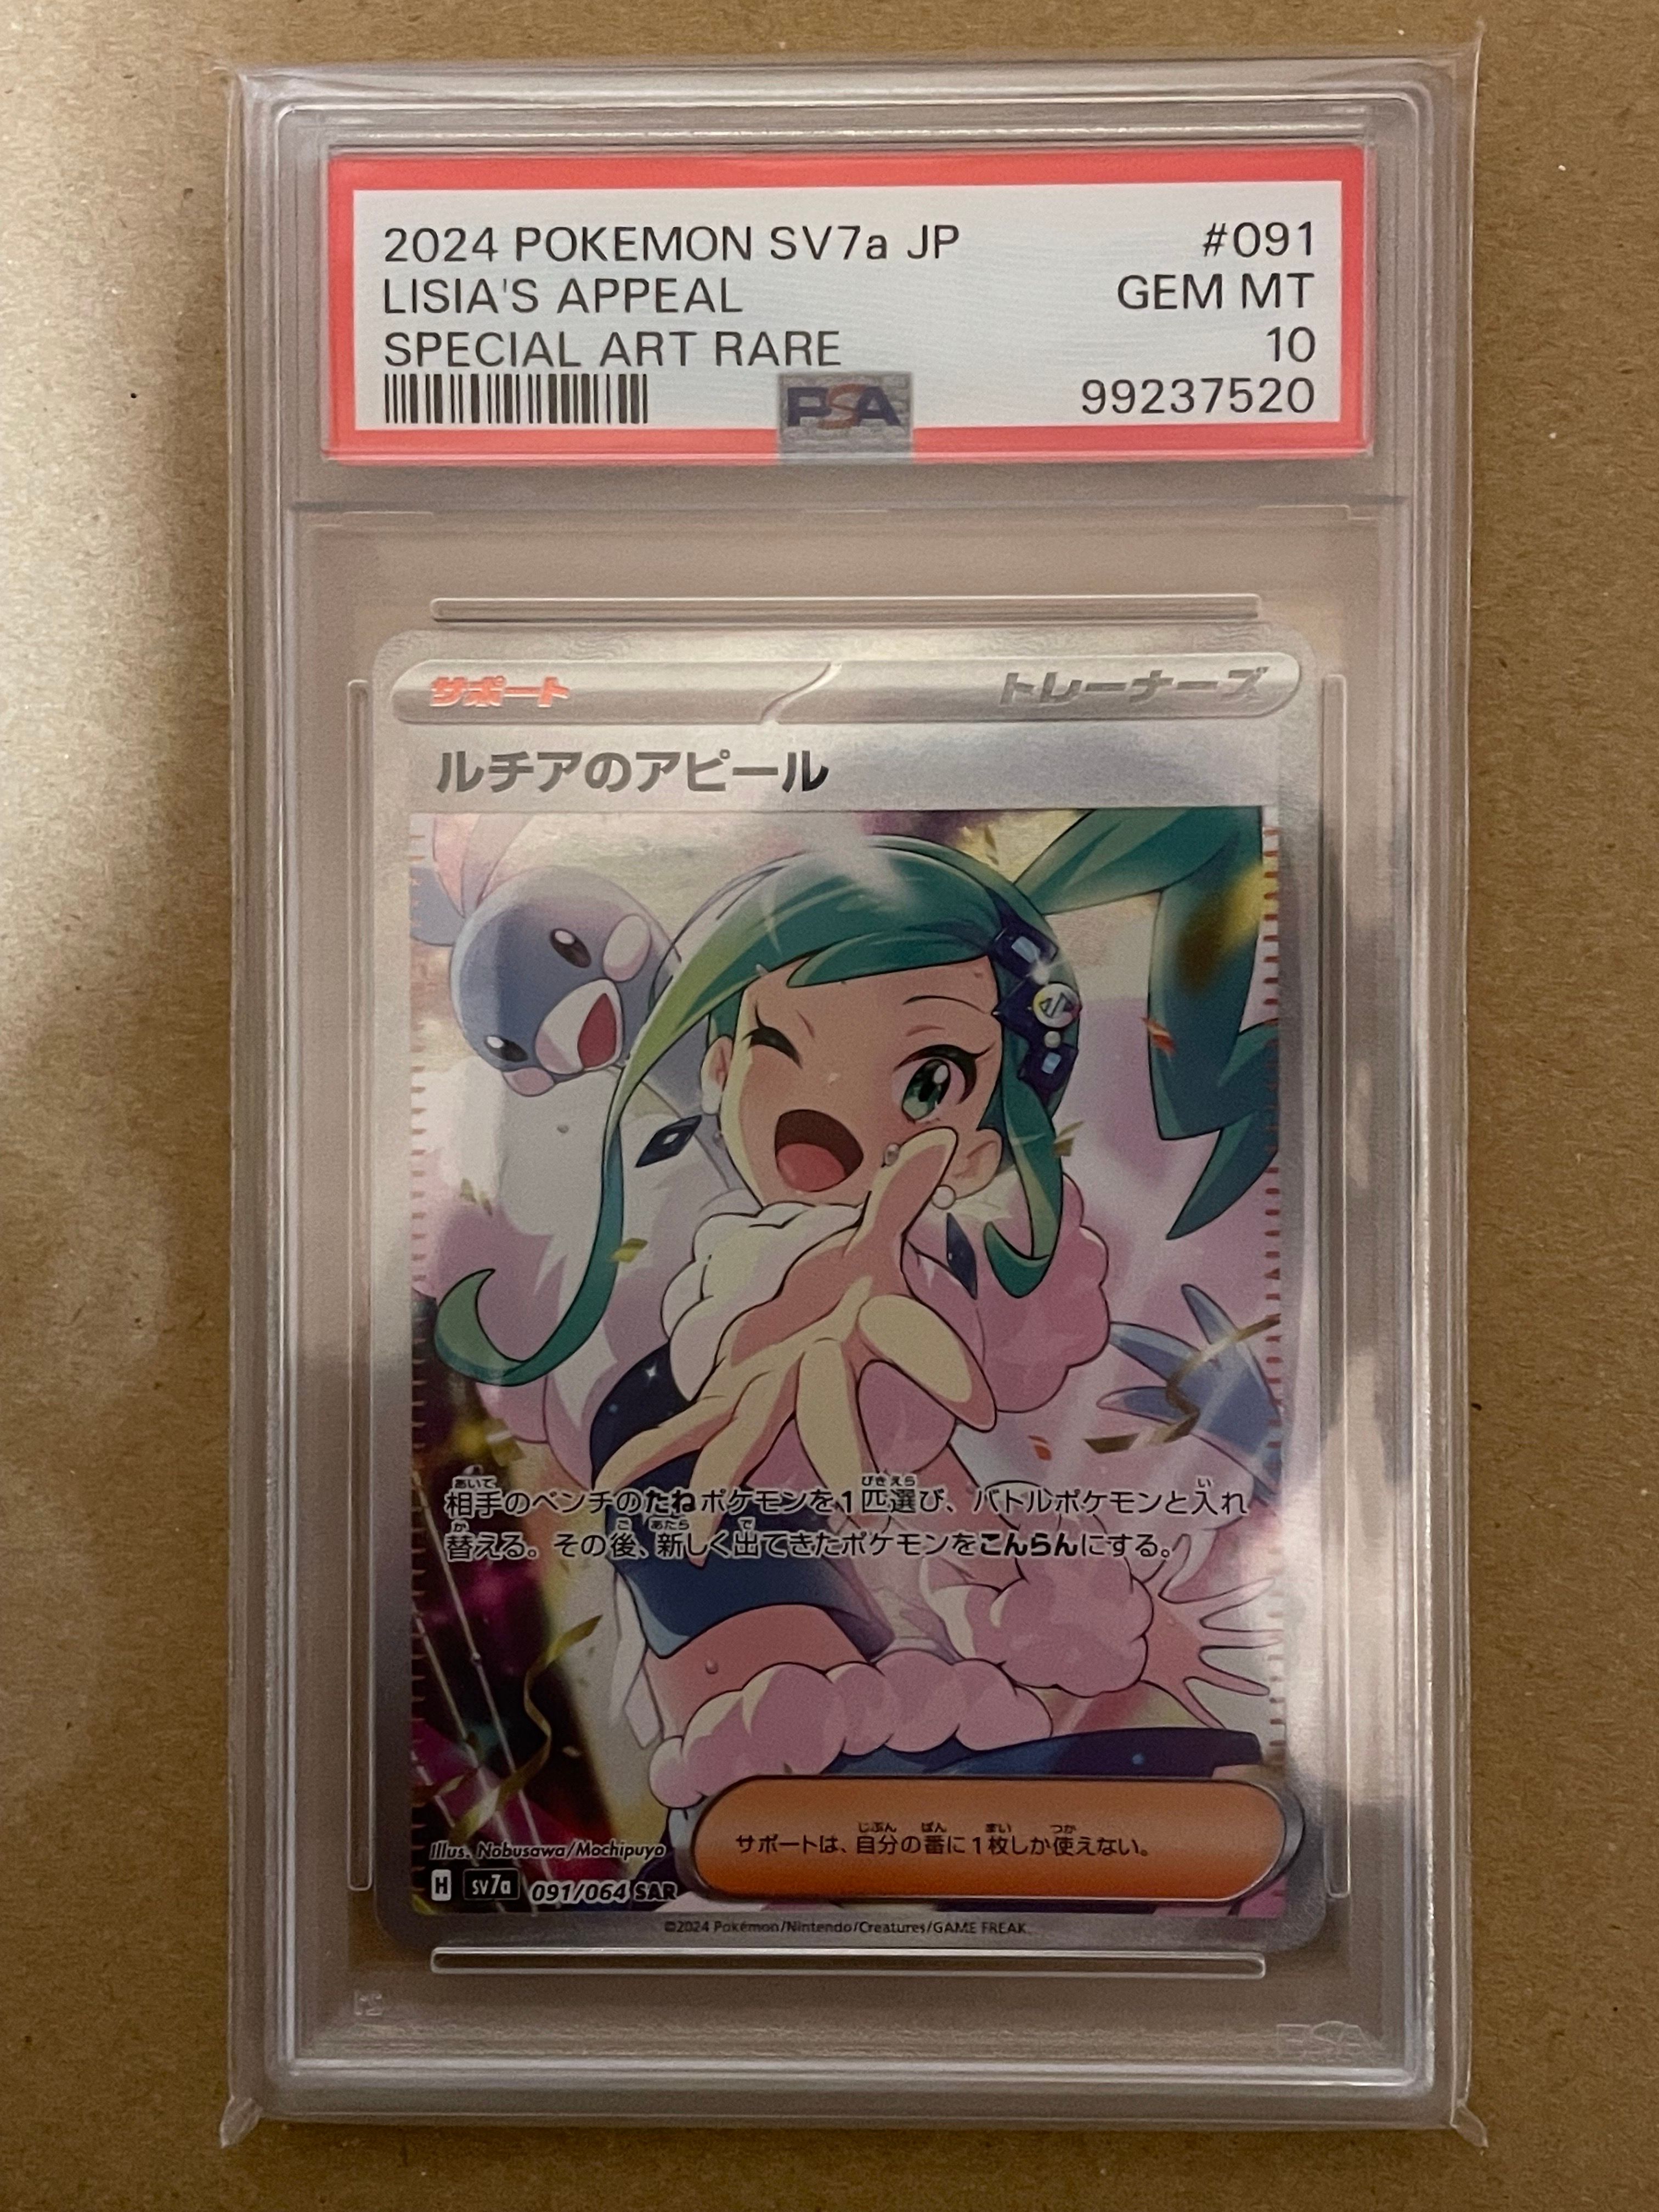 2024 POKEMON SV7a JP #091
LISIA'S APPEAL GEM MT
SPECIAL ART RARE 10
PSA 99237520
サポート トレーナーズ
ルチアのアピール
相手のベンチのたねポケモンを1匹選び、バトルポケモンと入れ
替える。その後、新しく出てきたポケモンをこんらんにする。
サポートは、自分の番に1枚しか使えない。
Illus. Nobusawa/Mochipuyo
H sv7a 091/064 SAR
©2024 Pokémon/Nintendo/Creatures/GAME FREAK.
PSA